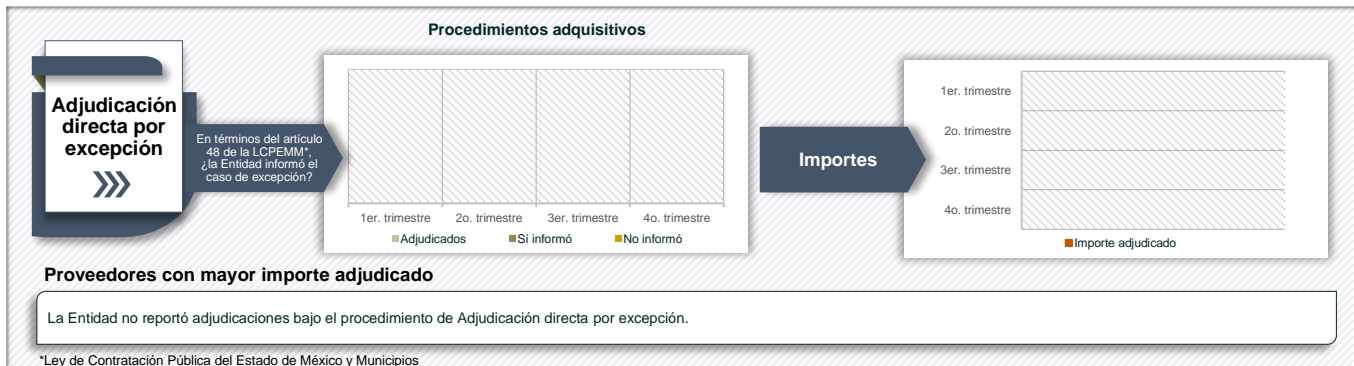 Procedimientos adquisitivos
Adjudicación
directa por
excepción
En términos del artículo
48 de la LCPEMM*,
¿la Entidad informó el
caso de excepción?
1er. trimestre 2o. trimestre 3er. trimestre 4o. trimestre
Adjudicados Sí informó No informó
Importes
1er. trimestre
2o. trimestre
3er. trimestre
4o. trimestre
Importe adjudicado
Proveedores con mayor importe adjudicado
La Entidad no reportó adjudicaciones bajo el procedimiento de Adjudicación directa por excepción.
*Ley de Contratación Pública del Estado de México y Municipios